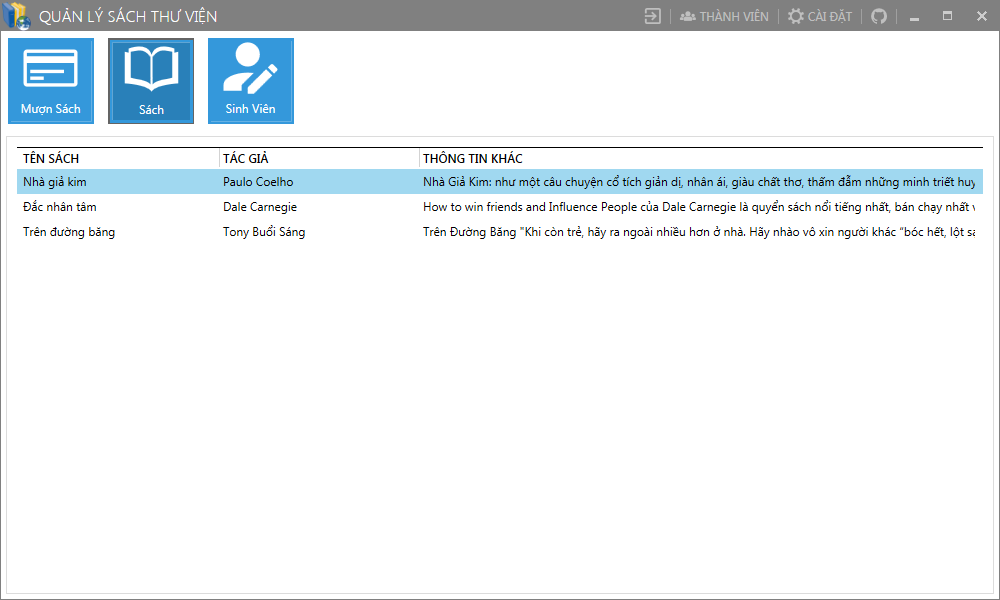 QUẢN LÝ SÁCH THƯ VIỆN
THÀNH VIÊN
CÀI ĐẶT
Mượn Sách
Sách
Sinh Viên
TÊN SÁCH TÁC GIẢ THÔNG TIN KHÁC
Nhà giả kim Paulo Coelho Nhà Giả Kim: như một câu chuyện cổ tích giản dị, nhân ái, giàu chất thơ, thấm đẫm những minh triết huy
Đắc nhân tâm Dale Carnegie How to win friends and Influence People của Dale Carnegie là quyển sách nổi tiếng nhất, bán chạy nhất
Trên đường băng Tony Buổi Sáng Trên Đường Băng "Khi còn trẻ, hãy ra ngoài nhiều hơn ở nhà. Hãy nhào vô xin người khác “bóc hết, lột